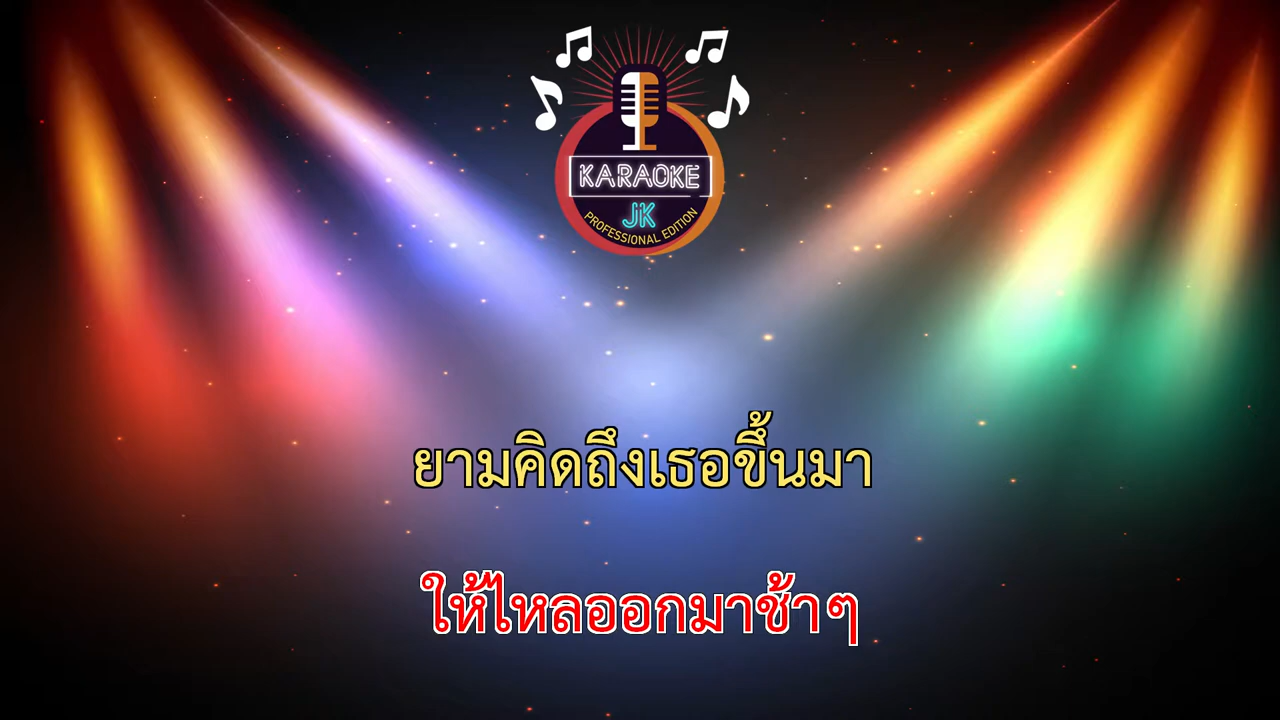 KARAOKE
JK
PROFESSIONAL EDITION
ยามคิดถึงเธอขึ้นมา
ให้ไหลออกมาช้าๆ